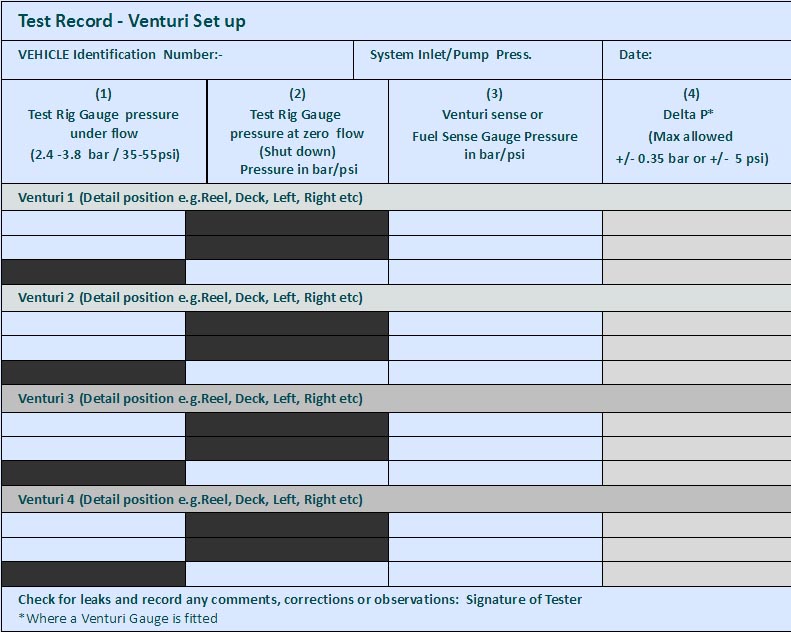 Test Record - Venturi Set up
VEHICLE Identification Number:-
System Inlet/Pump Press.
Date:
(1)
Test Rig Gauge pressure
under flow
(2.4 -3.8 bar / 35-55psi)
(2)
Test Rig Gauge
pressure at zero flow
(Shut down)
Pressure in bar/psi
(3)
Venturi sense or
Fuel Sense Gauge Pressure
in bar/psi
(4)
Delta P*
(Max allowed
+/- 0.35 bar or +/- 5 psi)
Venturi 1 (Detail position e.g.Reel, Deck, Left, Right etc)
Venturi 2 (Detail position e.g.Reel, Deck, Left, Right etc)
Venturi 3 (Detail position e.g.Reel, Deck, Left, Right etc)
Venturi 4 (Detail position e.g.Reel, Deck, Left, Right etc)
Check for leaks and record any comments, corrections or observations: Signature of Tester
*Where a Venturi Gauge is fitted